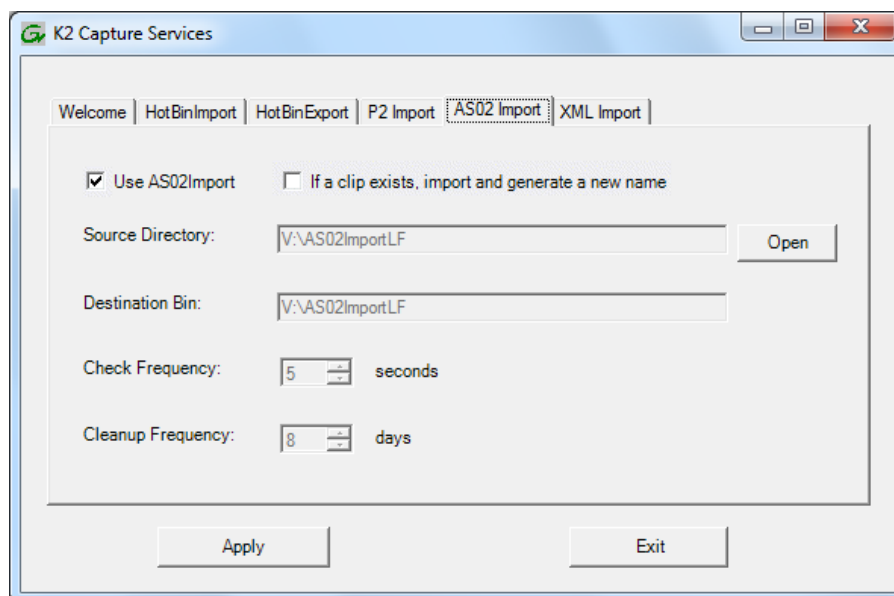 K2 Capture Services
Welcome HotBinImport HotBinExport P2 Import AS02 Import XML Import
Use AS02Import If a clip exists, import and generate a new name
Source Directory: V:\AS02ImportLF Open
Destination Bin: V:\AS02ImportLF
Check Frequency: 5 seconds
Cleanup Frequency: 8 days
Apply Exit